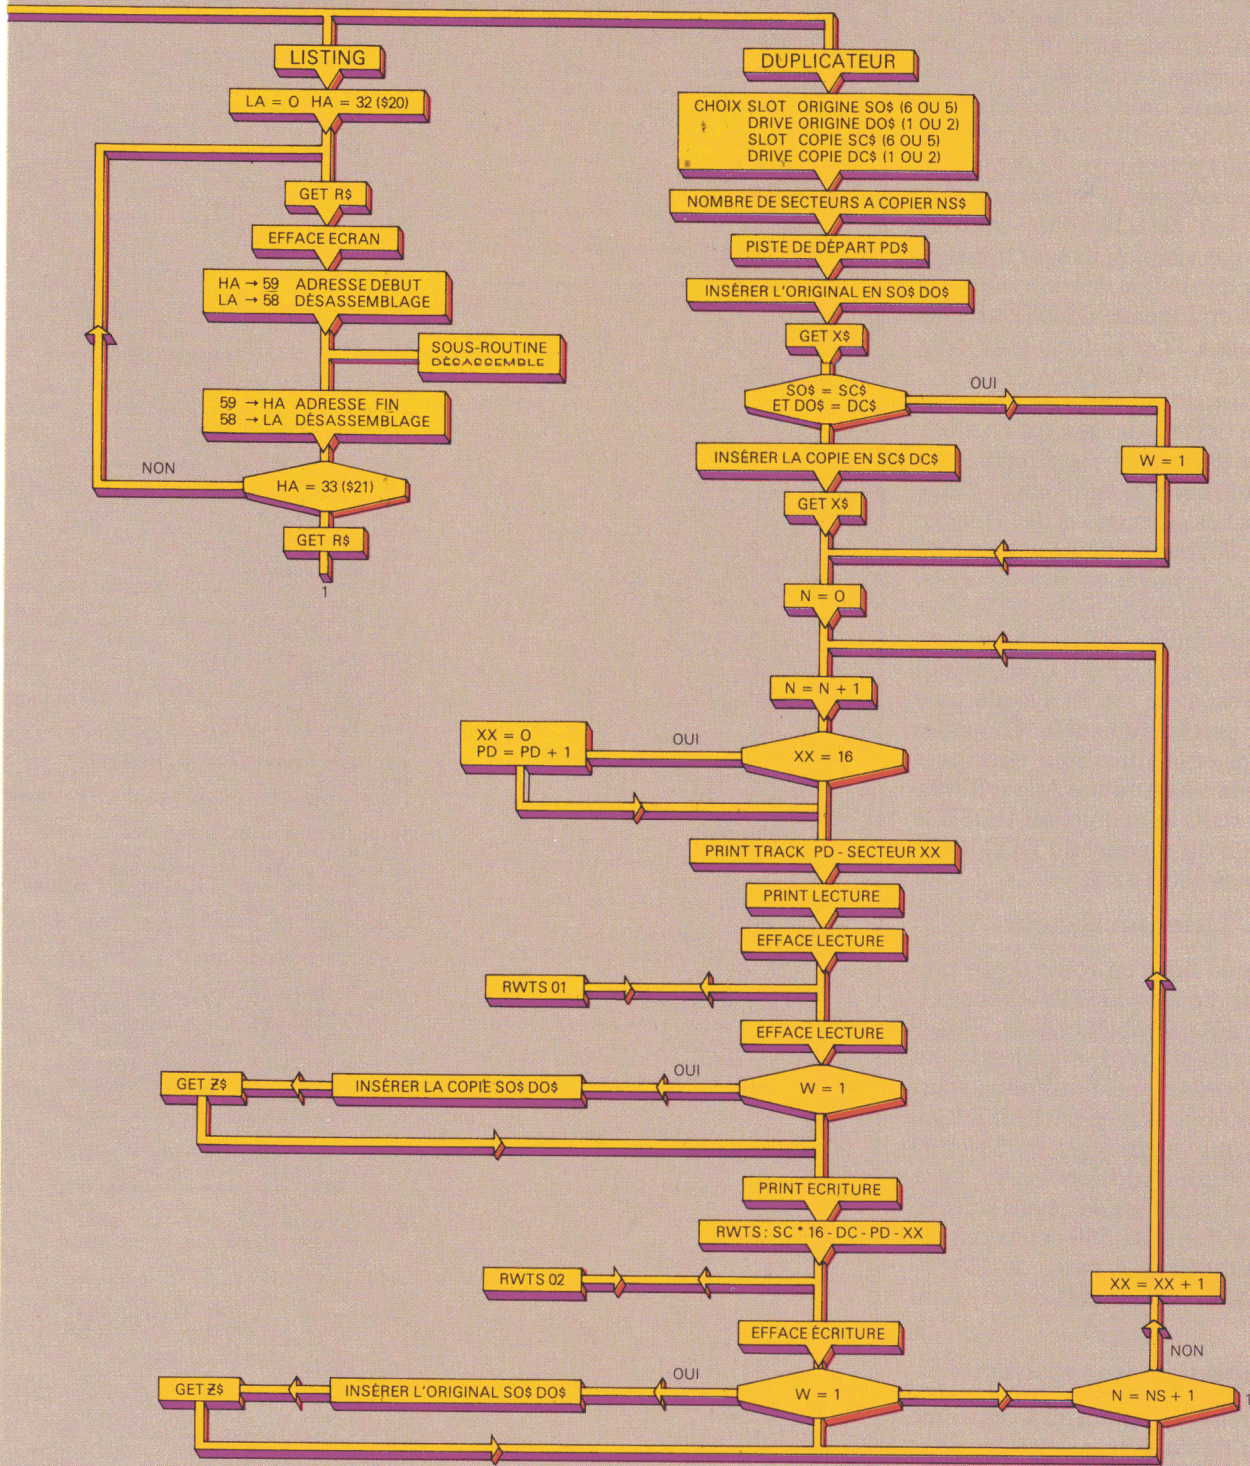 LISTING
LA = 0 HA = 32 ($20)
GET R$
EFFACE ECRAN
HA → 59 ADRESSE DEBUT
LA → 58 DÉSASSEMBLAGE
SOUS-ROUTINE
DÉSASSEMBLE
59 → HA ADRESSE FIN
58 → LA DÉSASSEMBLAGE
NON
HA = 33 ($21)
GET R$
1
DUPLICATEUR
CHOIX SLOT ORIGINE SO$ (6 OU 5)
DRIVE ORIGINE DO$ (1 OU 2)
SLOT COPIE SC$ (6 OU 5)
DRIVE COPIE DC$ (1 OU 2)
NOMBRE DE SECTEURS A COPIER NS$
PISTE DE DÉPART PD$
INSÉRER L'ORIGINAL EN SO$ DO$
GET X$
SO$ = SC$
ET DO$ = DC$
OUI
W = 1
INSÉRER LA COPIE EN SC$ DC$
GET X$
N = 0
N = N + 1
XX = 16
OUI
XX = 0
PD = PD + 1
PRINT TRACK PD - SECTEUR XX
PRINT LECTURE
EFFACE LECTURE
RWTS 01
EFFACE LECTURE
W = 1
OUI
INSÉRER LA COPIE SO$ DO$
GET Z$
PRINT ECRITURE
RWTS : SC * 16 - DC - PD - XX
RWTS 02
EFFACE ÉCRITURE
W = 1
OUI
INSÉRER L'ORIGINAL SO$ DO$
GET Z$
N = NS + 1
1
NON
XX = XX + 1